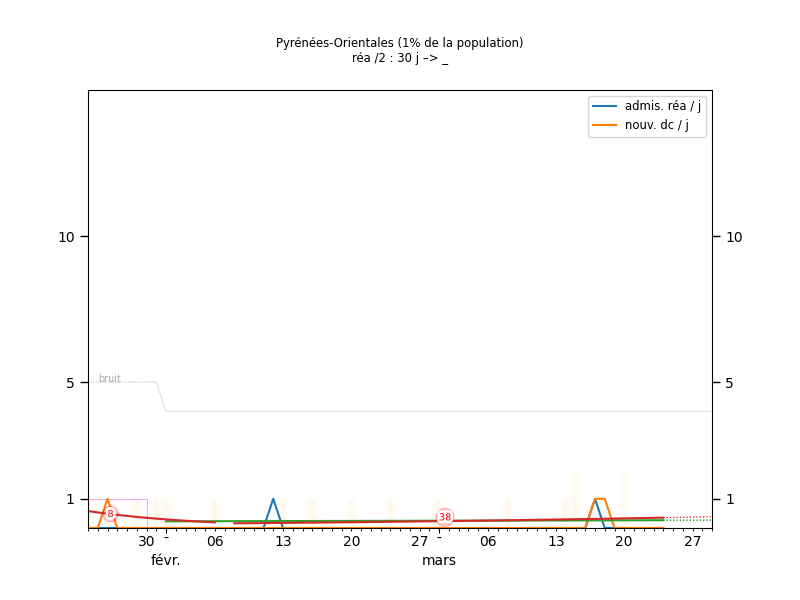 Pyrénées-Orientales (1% de la population)
réa /2 : 30 j –> _
admis. réa / j
nouv. dc / j
10 10
bruit
5 5
8
38
1 1
30 - 06 13 20 27 - 06 13 20 27
févr. mars